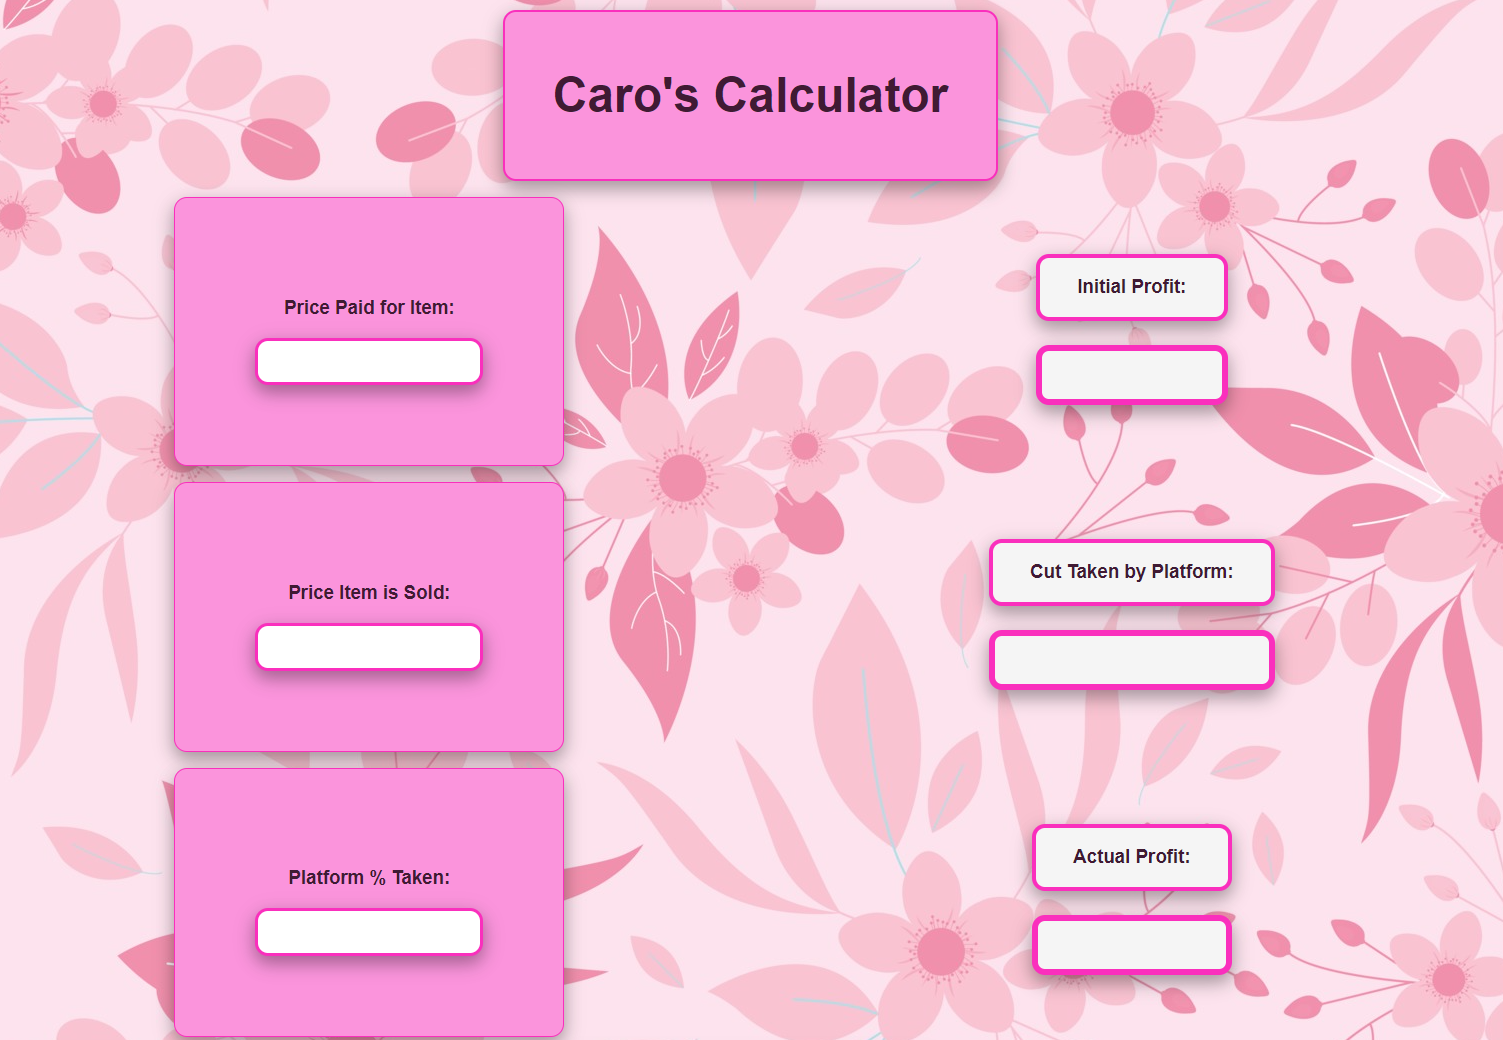 Caro's Calculator
Price Paid for Item:
Initial Profit:
Price Item is Sold:
Cut Taken by Platform:
Platform % Taken:
Actual Profit: